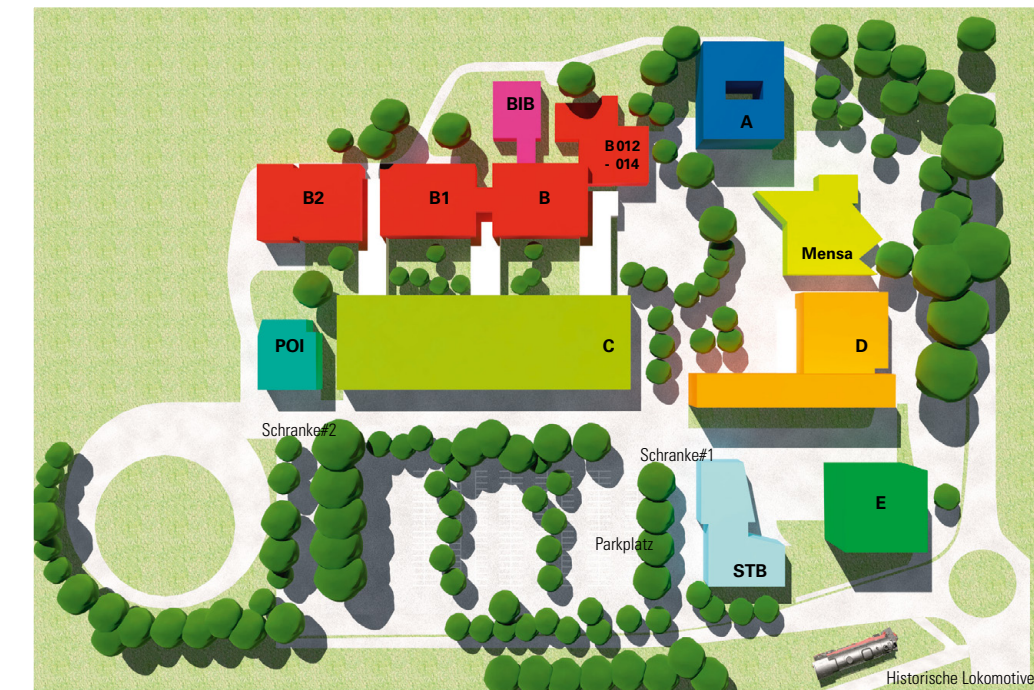 BIB
A
B 012
- 014
B2
B1
B
Mensa
POI
C
D
Schranke#2
Schranke#1
E
Parkplatz
STB
Historische Lokomotive